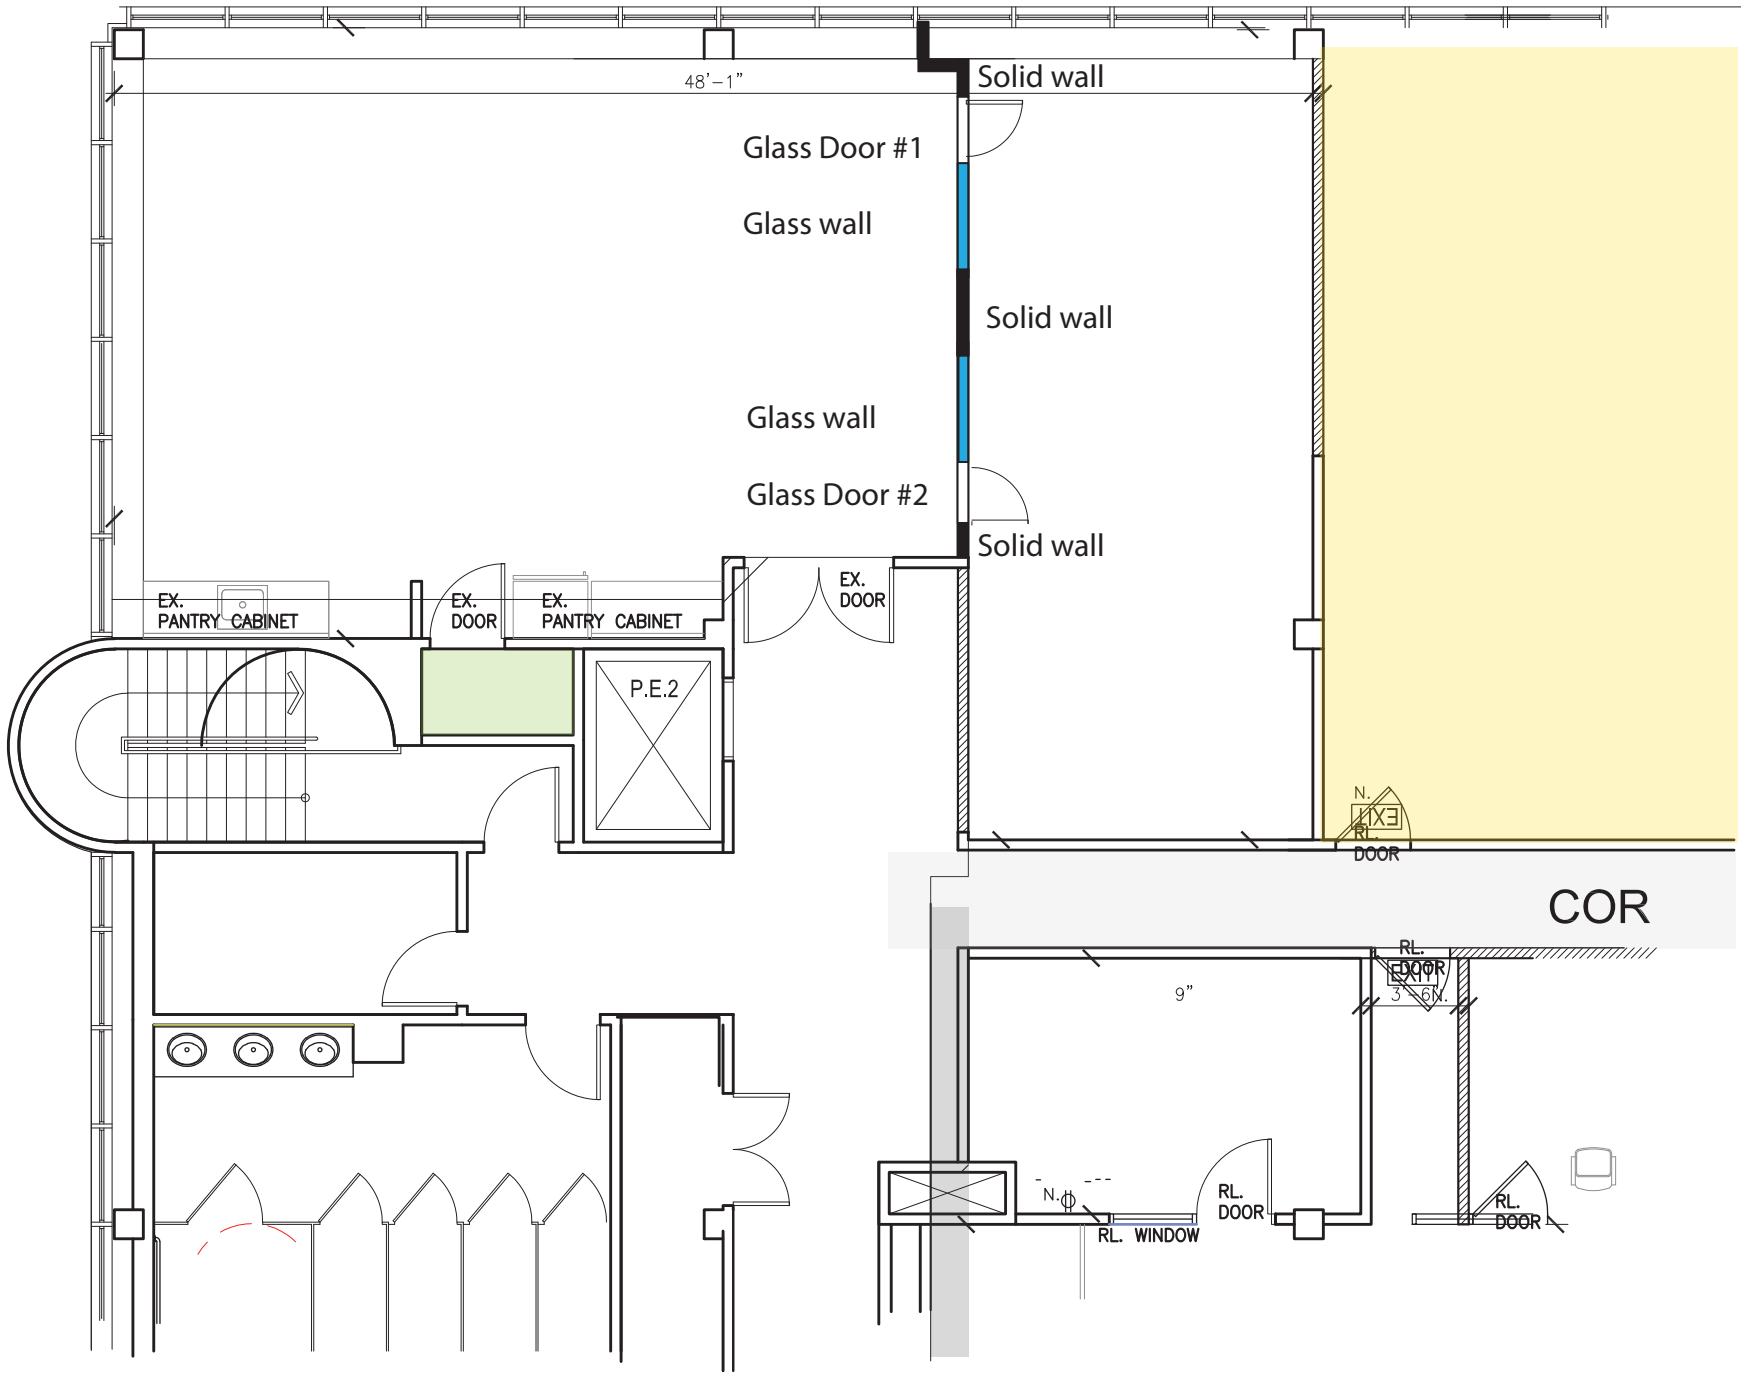 48'-1"
Solid wall
Glass Door #1
Glass wall
Solid wall
Glass wall
Glass Door #2
Solid wall
EX.
PANTRY CABINET
EX.
DOOR
EX.
PANTRY CABINET
EX.
DOOR
P.E.2
N.
EXIT
RL.
DOOR
COR
RL.
DOOR
EXIT
3'-6
N.
9"
N.
RL.
DOOR
RL. WINDOW
RL.
DOOR